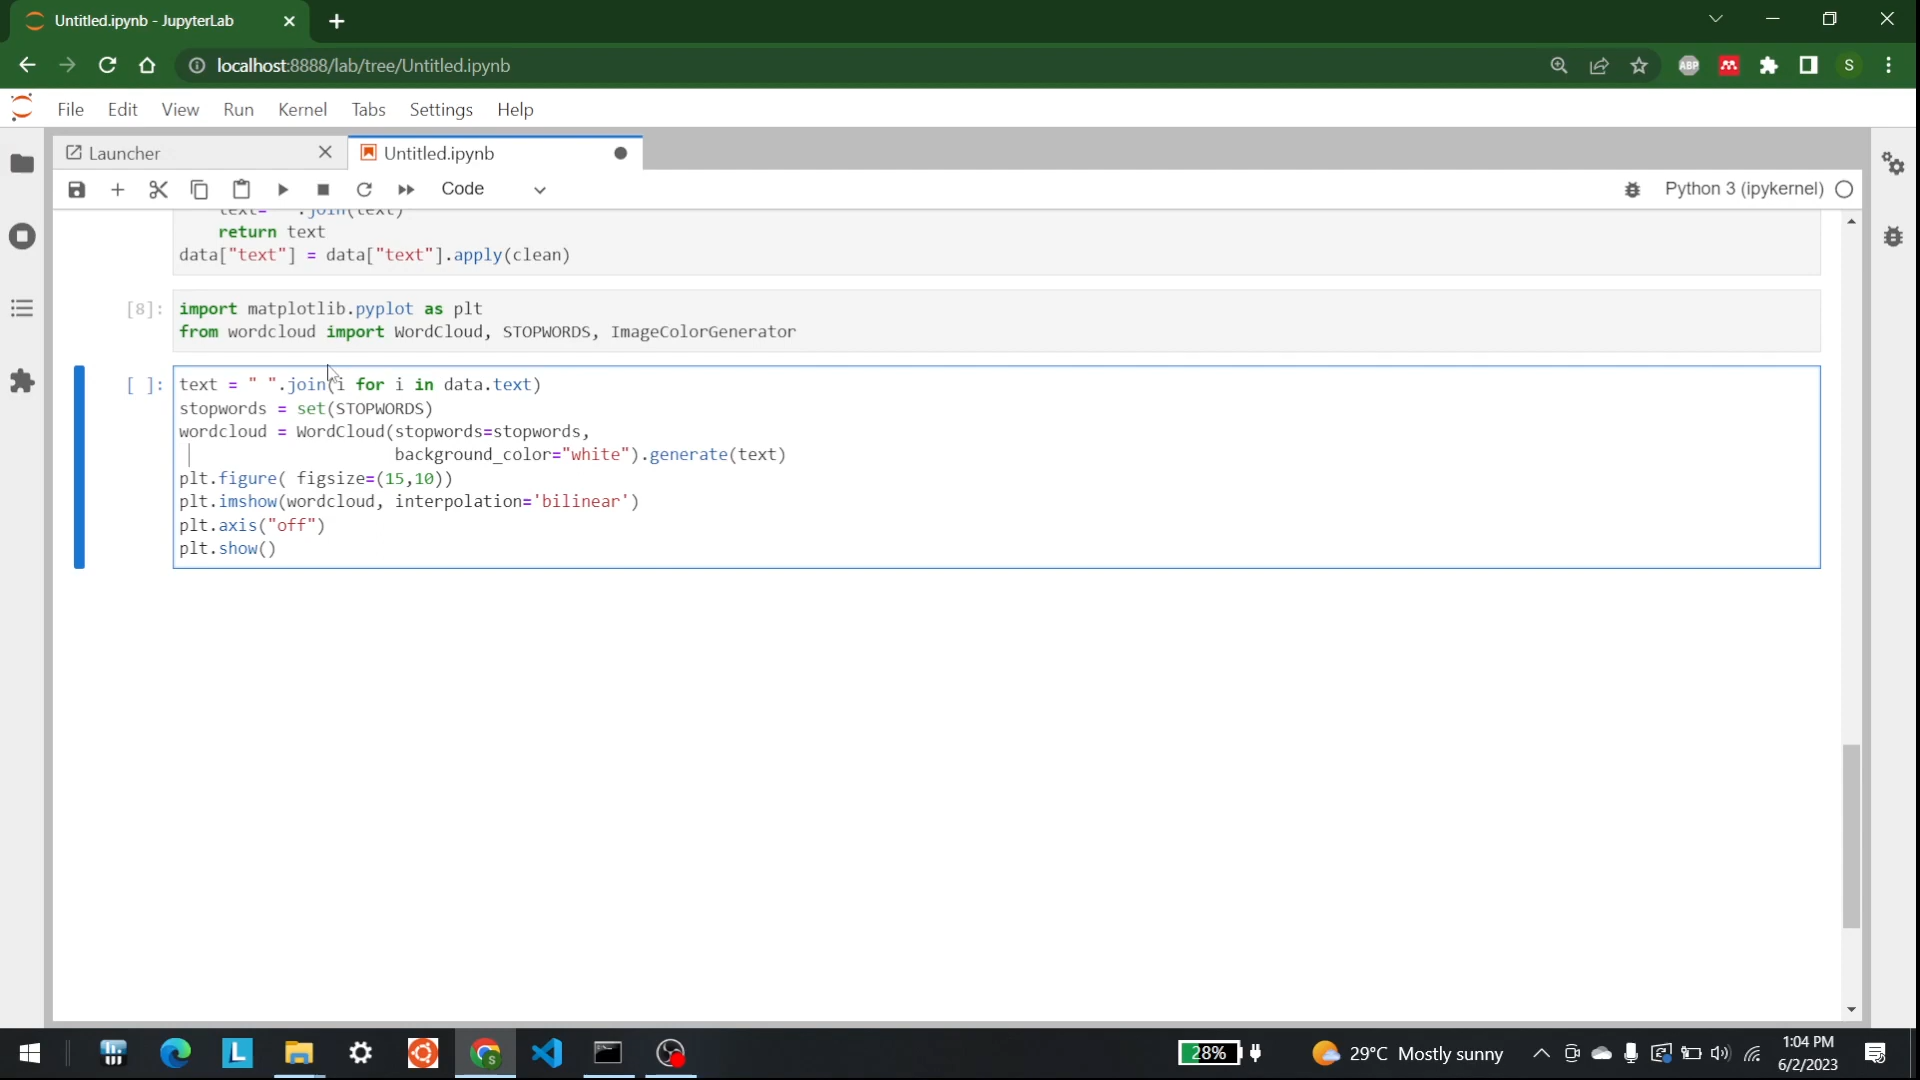 Untitled.ipynb - JupyterLab
localhost:8888/lab/tree/Untitled.ipynb
ABP
S
File Edit View Run Kernel Tabs Settings Help
Launcher
Untitled.ipynb
Code
Python 3 (ipykernel)
text= " ".join(text)
return text
data["text"] = data["text"].apply(clean)
[8]:
import matplotlib.pyplot as plt
from wordcloud import WordCloud, STOPWORDS, ImageColorGenerator
[ ]:
text = " ".join(i for i in data.text)
stopwords = set(STOPWORDS)
wordcloud = WordCloud(stopwords=stopwords,
background_color="white").generate(text)
plt.figure( figsize=(15,10))
plt.imshow(wordcloud, interpolation='bilinear')
plt.axis("off")
plt.show()
L
S
28%
29°C Mostly sunny
1:04 PM
6/2/2023